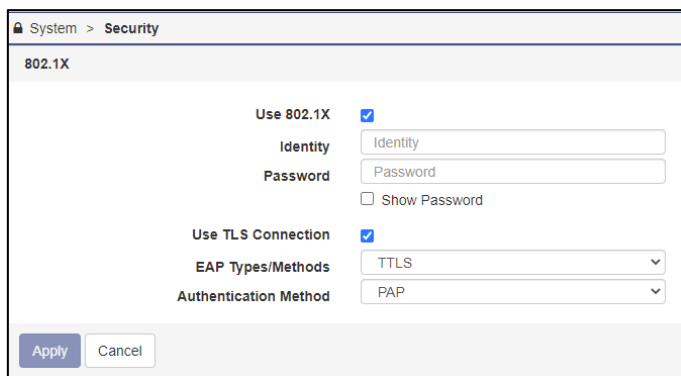 System > Security
802.1X
Use 802.1X
Identity Identity
Password Password
Show Password
Use TLS Connection
EAP Types/Methods TTLS
Authentication Method PAP
Apply Cancel